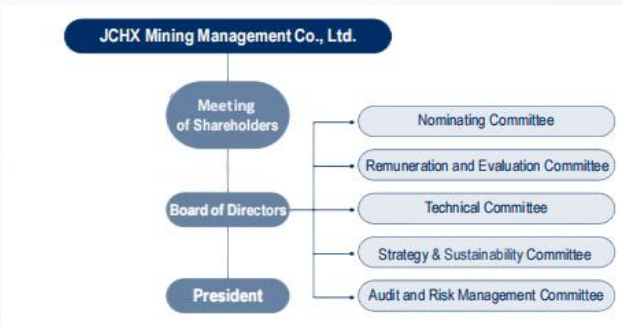 JCHX Mining Management Co., Ltd.
Meeting
of Shareholders
Board of Directors
President
Nominating Committee
Remuneration and Evaluation Committee
Technical Committee
Strategy & Sustainability Committee
Audit and Risk Management Committee